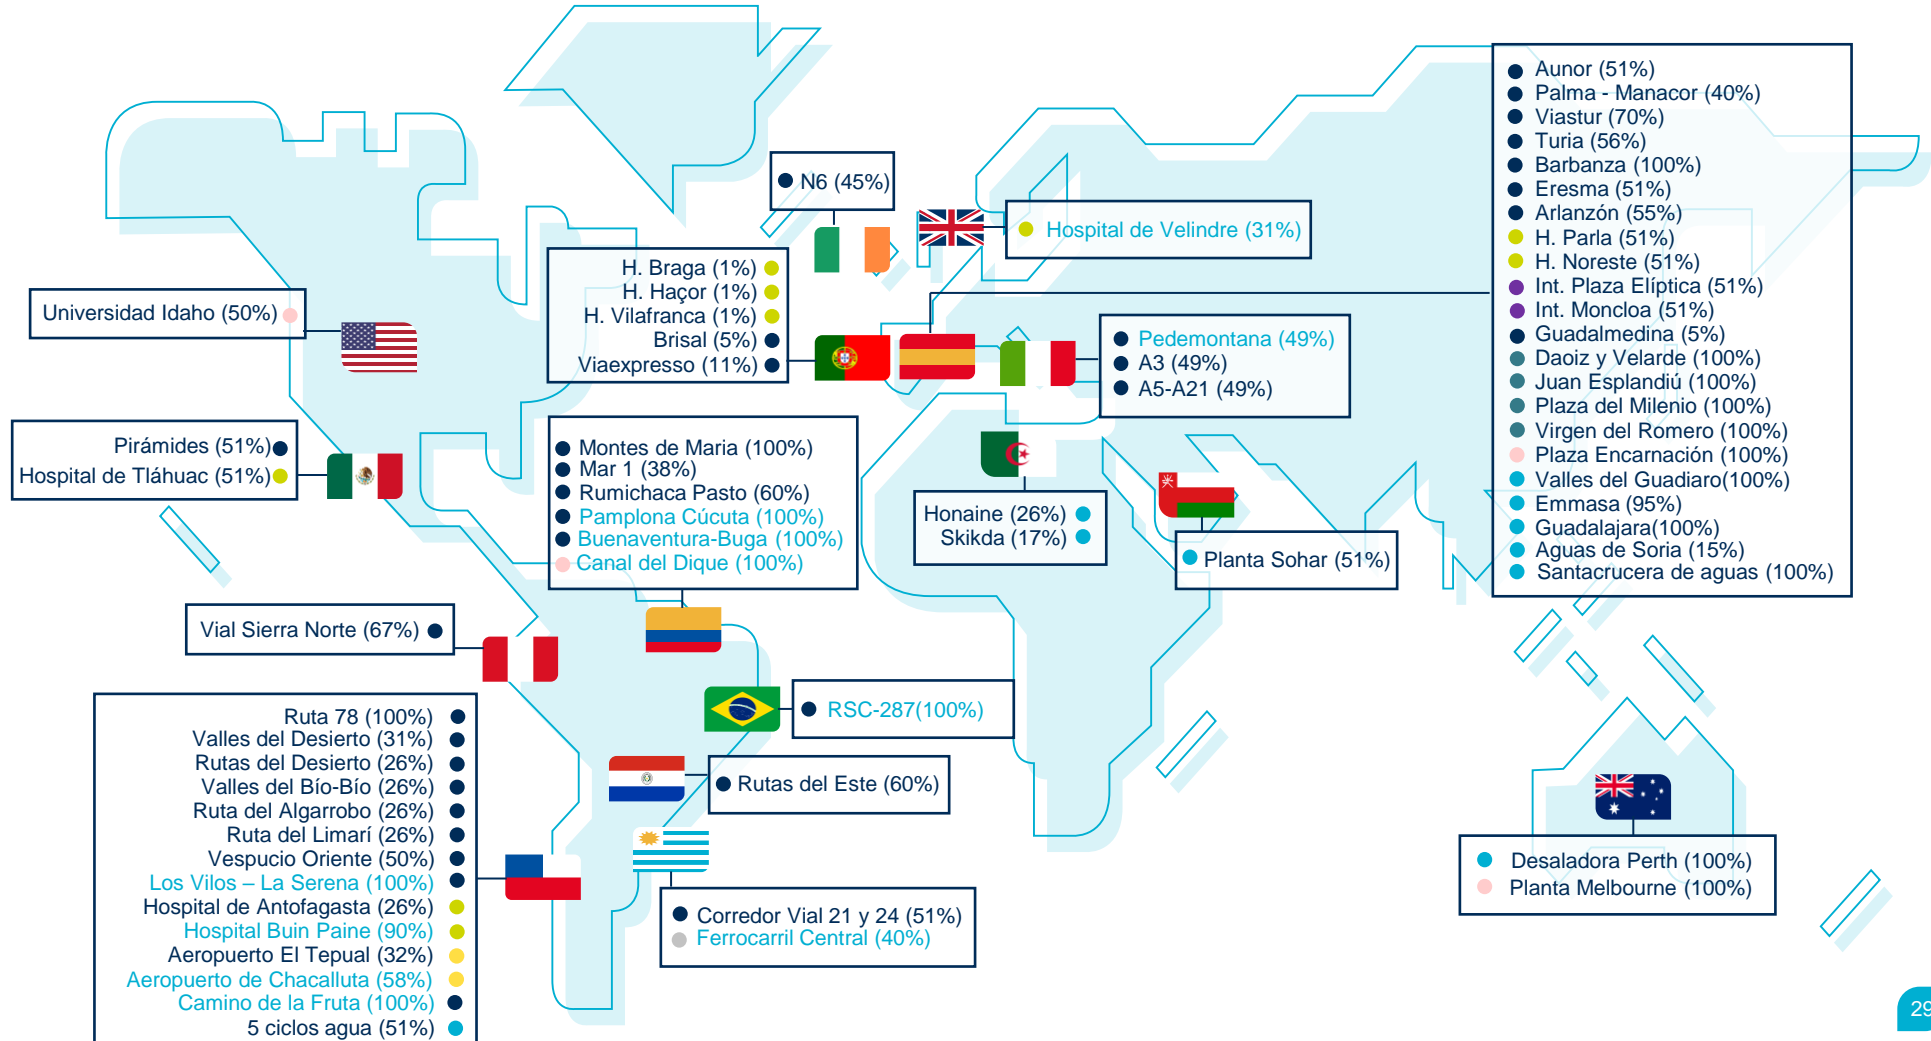 Aunor (51%)
Palma - Manacor (40%)
Viastur (70%)
Turia (56%)
Barbanza (100%)
Eresma (51%)
Arlanzón (55%)
H. Parla (51%)
H. Noreste (51%)
Int. Plaza Elíptica (51%)
Int. Moncloa (51%)
Guadalmedina (5%)
Daoiz y Velarde (100%)
Juan Esplandiú (100%)
Plaza del Milenio (100%)
Virgen del Romero (100%)
Plaza Encarnación (100%)
Valles del Guadiaro(100%)
Emmasa (95%)
Guadalajara(100%)
Aguas de Soria (15%)
Santacrucera de aguas (100%)
N6 (45%)
Hospital de Velindre (31%)
H. Braga (1%)
H. Haçor (1%)
H. Vilafranca (1%)
Brisal (5%)
Viaexpresso (11%)
Universidad Idaho (50%)
Pedemontana (49%)
A3 (49%)
A5-A21 (49%)
Pirámides (51%)
Hospital de Tláhuac (51%)
Montes de Maria (100%)
Mar 1 (38%)
Rumichaca Pasto (60%)
Pamplona Cúcuta (100%)
Buenaventura-Buga (100%)
Canal del Dique (100%)
Honaine (26%)
Skikda (17%)
Planta Sohar (51%)
Vial Sierra Norte (67%)
RSC-287(100%)
Ruta 78 (100%)
Valles del Desierto (31%)
Rutas del Desierto (26%)
Valles del Bío-Bío (26%)
Ruta del Algarrobo (26%)
Ruta del Limarí (26%)
Vespucio Oriente (50%)
Los Vilos – La Serena (100%)
Hospital de Antofagasta (26%)
Hospital Buin Paine (90%)
Aeropuerto El Tepual (32%)
Aeropuerto de Chacalluta (58%)
Camino de la Fruta (100%)
5 ciclos agua (51%)
Rutas del Este (60%)
Corredor Vial 21 y 24 (51%)
Ferrocarril Central (40%)
Desaladora Perth (100%)
Planta Melbourne (100%)
29